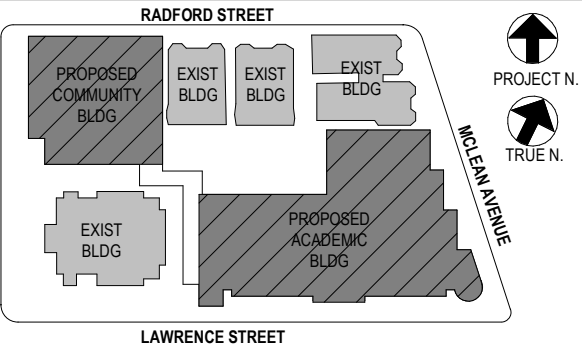 RADFORD STREET
PROPOSED
COMMUNITY
BLDG
EXIST
BLDG
EXIST
BLDG
EXIST
BLDG
PROJECT N.
TRUE N.
MCLEAN AVENUE
EXIST
BLDG
PROPOSED
ACADEMIC
BLDG
LAWRENCE STREET